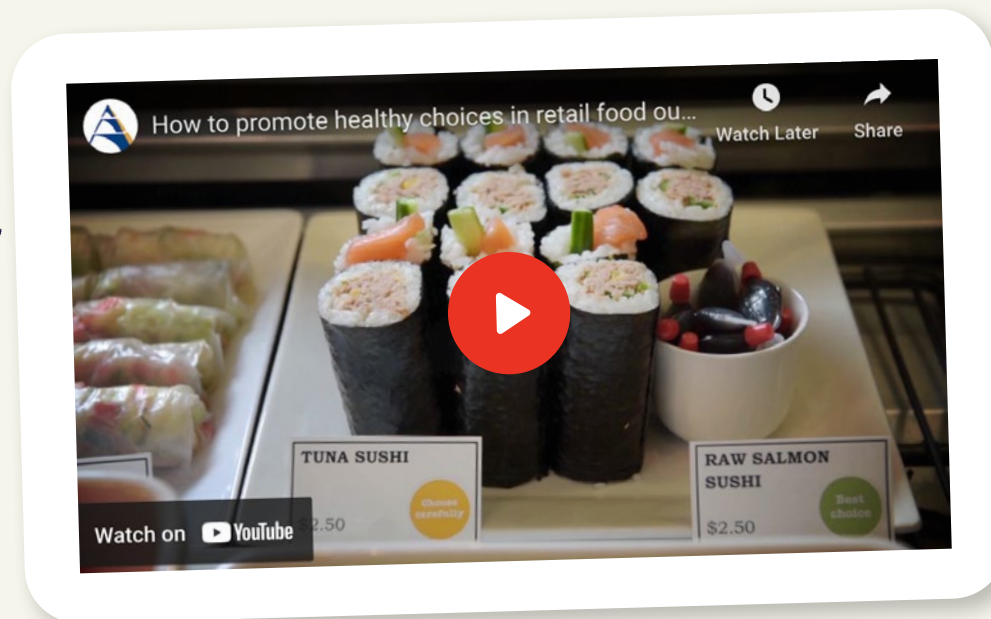 How to promote healthy choices in retail food ou...
Watch Later
Share
TUNA SUSHI
Choose
carefully
$2.50
RAW SALMON
SUSHI
Best
choice
$2.50
Watch on YouTube